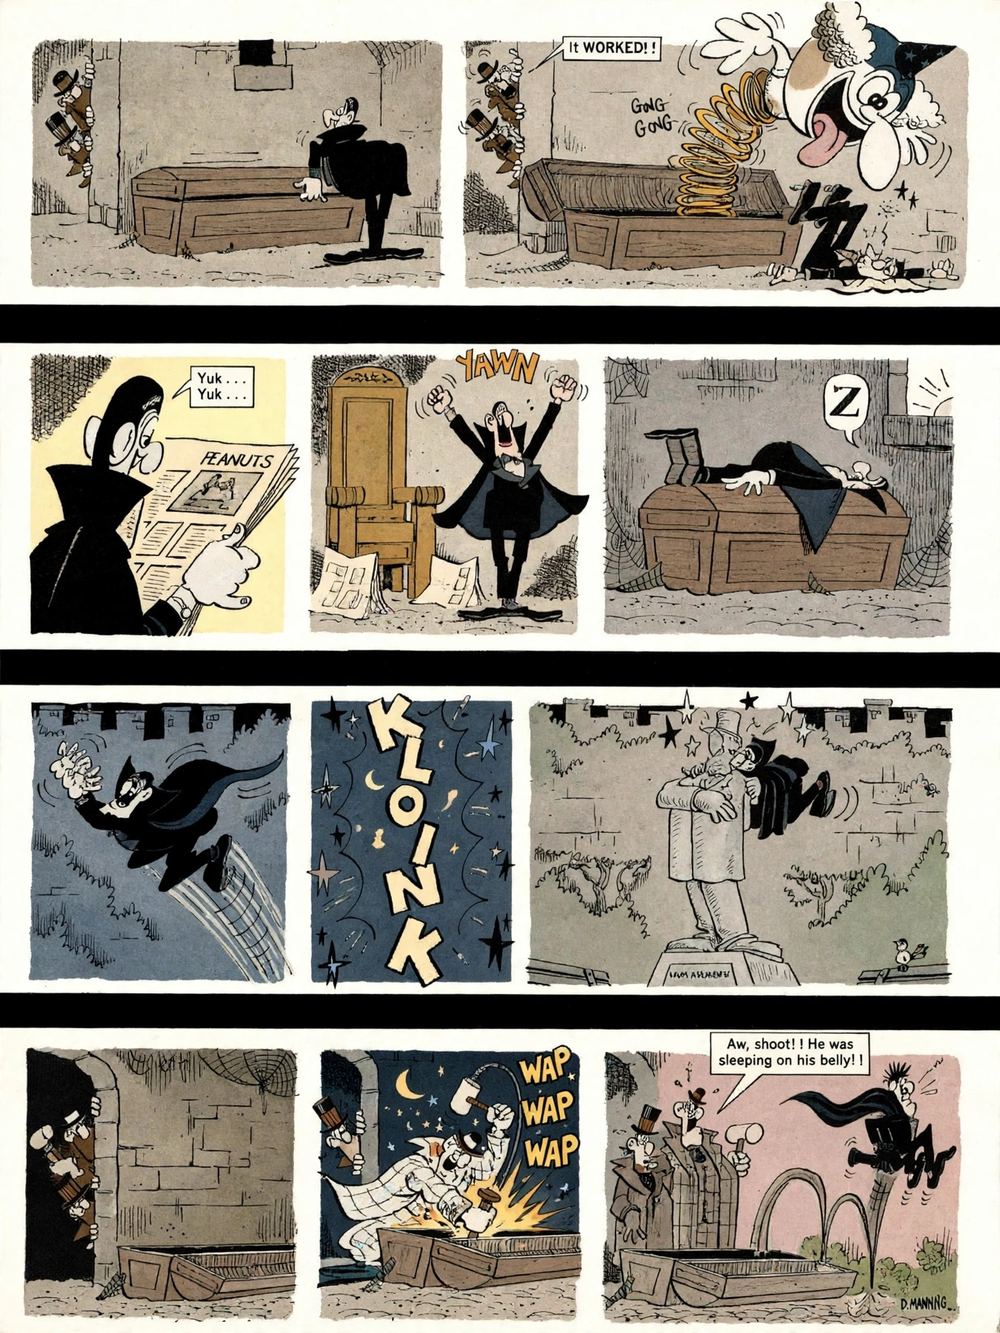 It WORKED!!
GONG
GONG
Yuk...
Yuk...
PEANUTS
YAWN
Z
KLOINK
WAP
WAP
WAP
Aw, shoot!! He was
sleeping on his belly!!
D.MANNNG